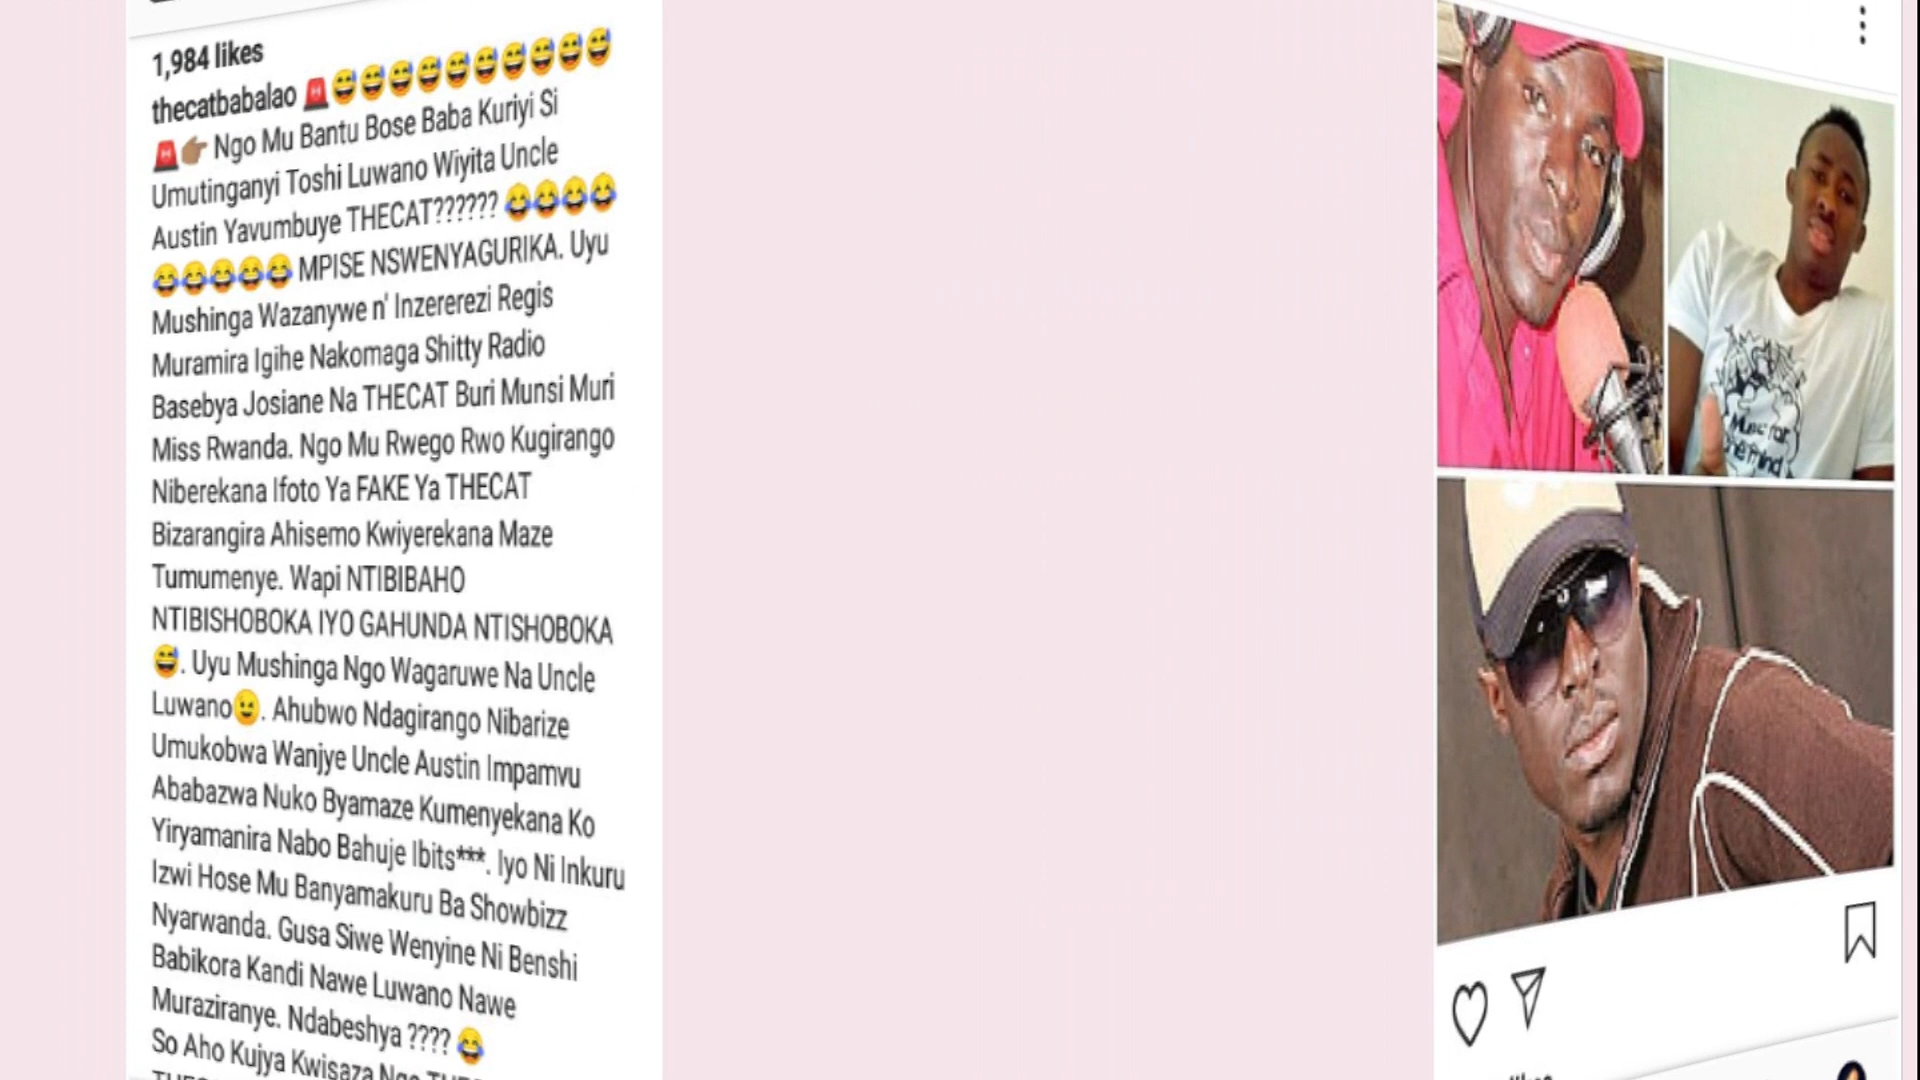 1,984 likes
thecatbabalao 🚨😅😅😅😅😅😅😅😅😅😅
🚨👉🏽 Ngo Mu Bantu Bose Baba Kuriyi Si
Umutinganyi Toshi Luwano Wiyita Uncle
Austin Yavumbuye THECAT?????? 😂😂😂😂
😂😂😂😂😂 MPISE NSWENYAGURIKA. Uyu
Mushinga Wazanywe n' Inzererezi Regis
Muramira Igihe Nakomaga Shitty Radio
Basebya Josiane Na THECAT Buri Munsi Muri
Miss Rwanda. Ngo Mu Rwego Rwo Kugirango
Niberekana Ifoto Ya FAKE Ya THECAT
Bizarangira Ahisemo Kwiyerekana Maze
Tumumenye. Wapi NTIBIBAHO
NTIBISHOBOKA IYO GAHUNDA NTISHOBOKA
😅. Uyu Mushinga Ngo Wagaruwe Na Uncle
Luwano😉. Ahubwo Ndagirango Nibarize
Umukobwa Wanjye Uncle Austin Impamvu
Ababazwa Nuko Byamaze Kumenyekana Ko
Yiryamanira Nabo Bahuje Ibits***. Iyo Ni Inkuru
Izwi Hose Mu Banyamakuru Ba Showbizz
Nyarwanda. Gusa Siwe Wenyine Ni Benshi
Babikora Kandi Nawe Luwano Nawe
Muraziranye. Ndabeshya ???? 😂
So Aho Kujya Kwisaza Ngo
Music for
the mind